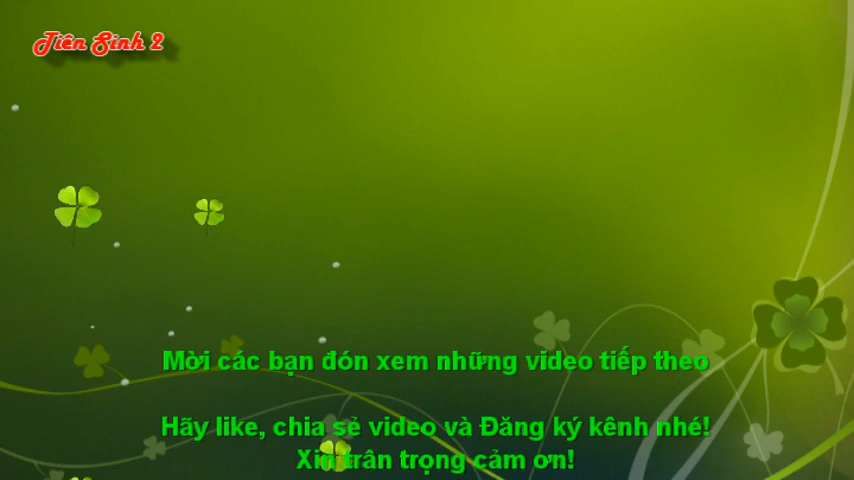 Tiên Sinh 2
Mời các bạn đón xem những video tiếp theo
Hãy like, chia sẻ video và Đăng ký kênh nhé!
Xin trân trọng cảm ơn!